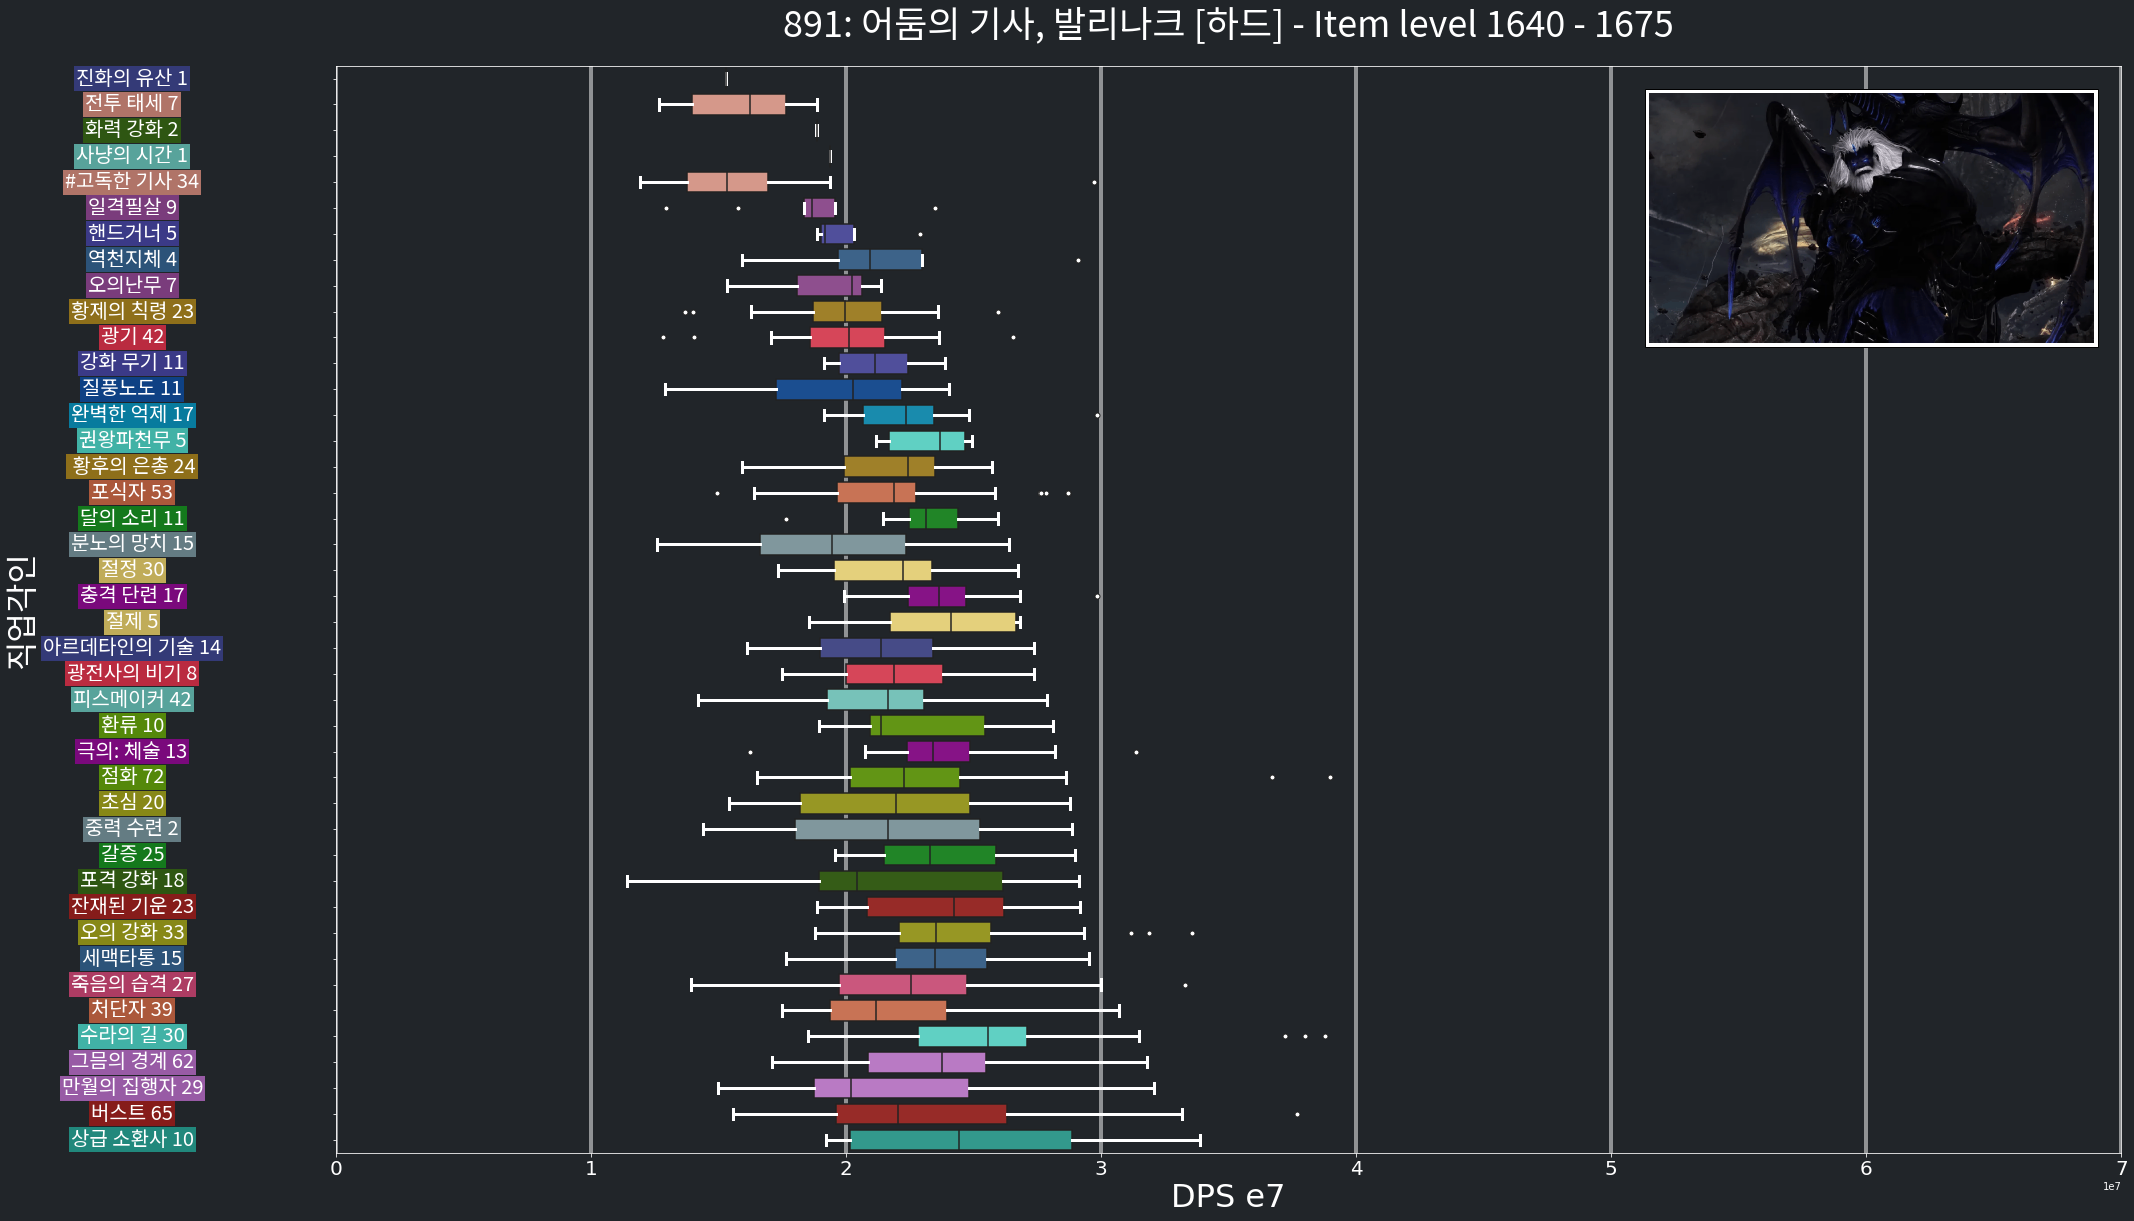 891: 어둠의 기사, 발리나크 [하드] - Item level 1640 - 1675
진화의 유산 1
전투 태세 7
화력 강화 2
사냥의 시간 1
#고독한 기사 34
일격필살 9
핸드거너 5
역천지체 4
오의난무 7
황제의 칙령 23
광기 42
강화 무기 11
질풍노도 11
완벽한 억제 17
권왕파천무 5
황후의 은총 24
포식자 53
달의 소리 11
분노의 망치 15
절정 30
충격 단련 17
절제 5
아르데타인의 기술 14
광전사의 비기 8
피스메이커 42
환류 10
극의: 체술 13
점화 72
초심 20
중력 수련 2
갈증 25
포격 강화 18
잔재된 기운 23
오의 강화 33
세맥타통 15
죽음의 습격 27
처단자 39
수라의 길 30
그믐의 경계 62
만월의 집행자 29
버스트 65
상급 소환사 10
직업각인
0 1 2 3 4 5 6 7
DPS e7
1e7